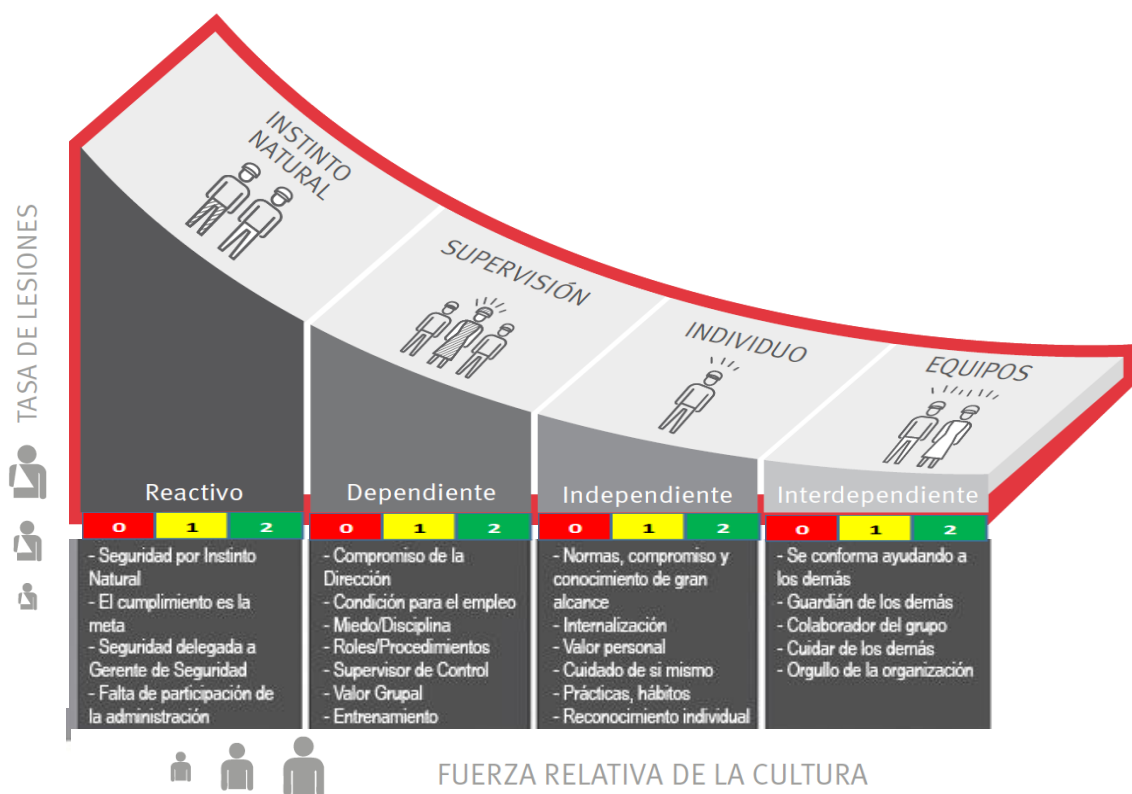 INSTINTO
NATURAL
SUPERVISIÓN
INDIVIDUO
EQUIPOS
TASA DE LESIONES
Reactivo
0 1 2
- Seguridad por Instinto
Natural
- El cumplimiento es la
meta
- Seguridad delegada a
Gerente de Seguridad
- Falta de participación de
la administración
Dependiente
0 1 2
- Compromiso de la
Dirección
- Condición para el empleo
- Miedo/Disciplina
- Roles/Procedimientos
- Supervisor de Control
- Valor Grupal
- Entrenamiento
Independiente
0 1 2
- Normas, compromiso y
conocimiento de gran
alcance
- Internalización
- Valor personal
- Cuidado de si mismo
- Prácticas, hábitos
- Reconocimiento individual
Interdependiente
0 1 2
- Se conforma ayudando a
los demás
- Guardián de los demás
- Colaborador del grupo
- Cuidar de los demás
- Orgullo de la organización
FUERZA RELATIVA DE LA CULTURA